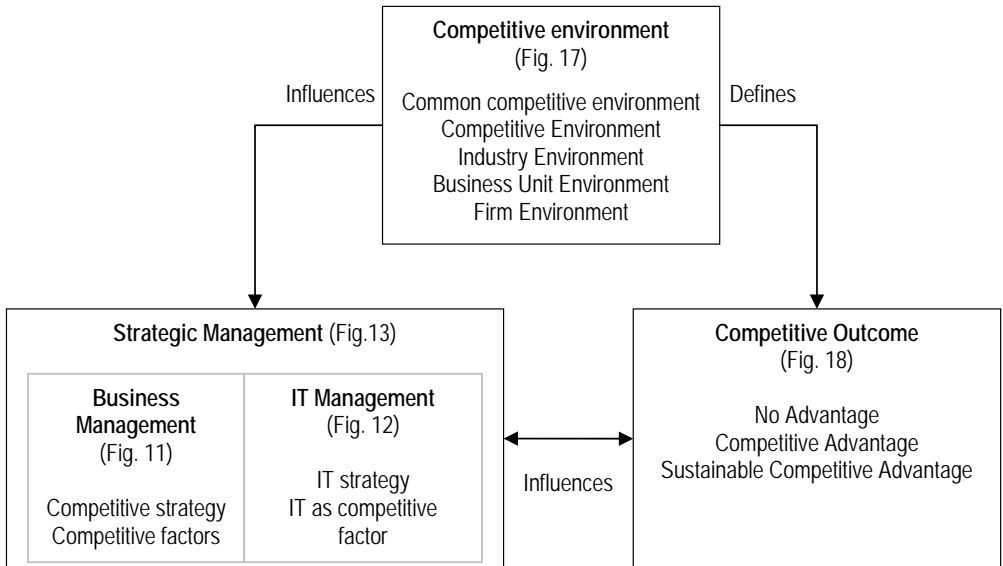 Competitive environment
(Fig. 17)
Common competitive environment
Competitive Environment
Industry Environment
Business Unit Environment
Firm Environment
Influences
Defines
Strategic Management (Fig.13)
Business
Management
(Fig. 11)
Competitive strategy
Competitive factors
IT Management
(Fig. 12)
IT strategy
IT as competitive
factor
Influences
Competitive Outcome
(Fig. 18)
No Advantage
Competitive Advantage
Sustainable Competitive Advantage